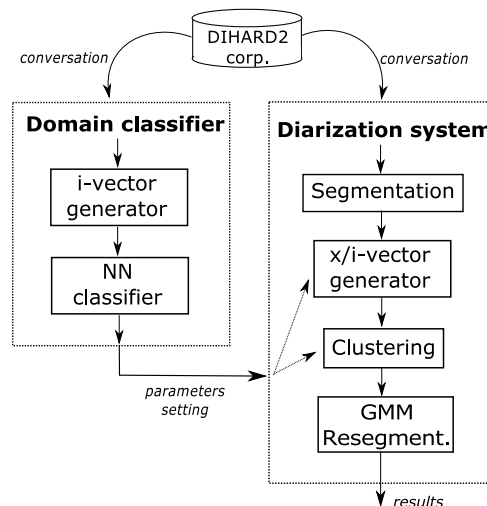 DIHARD2
corp.
conversation
conversation
Domain classifier
i-vector
generator
NN
classifier
parameters
setting
Diarization system
Segmentation
x/i-vector
generator
Clustering
GMM
Resegment.
results